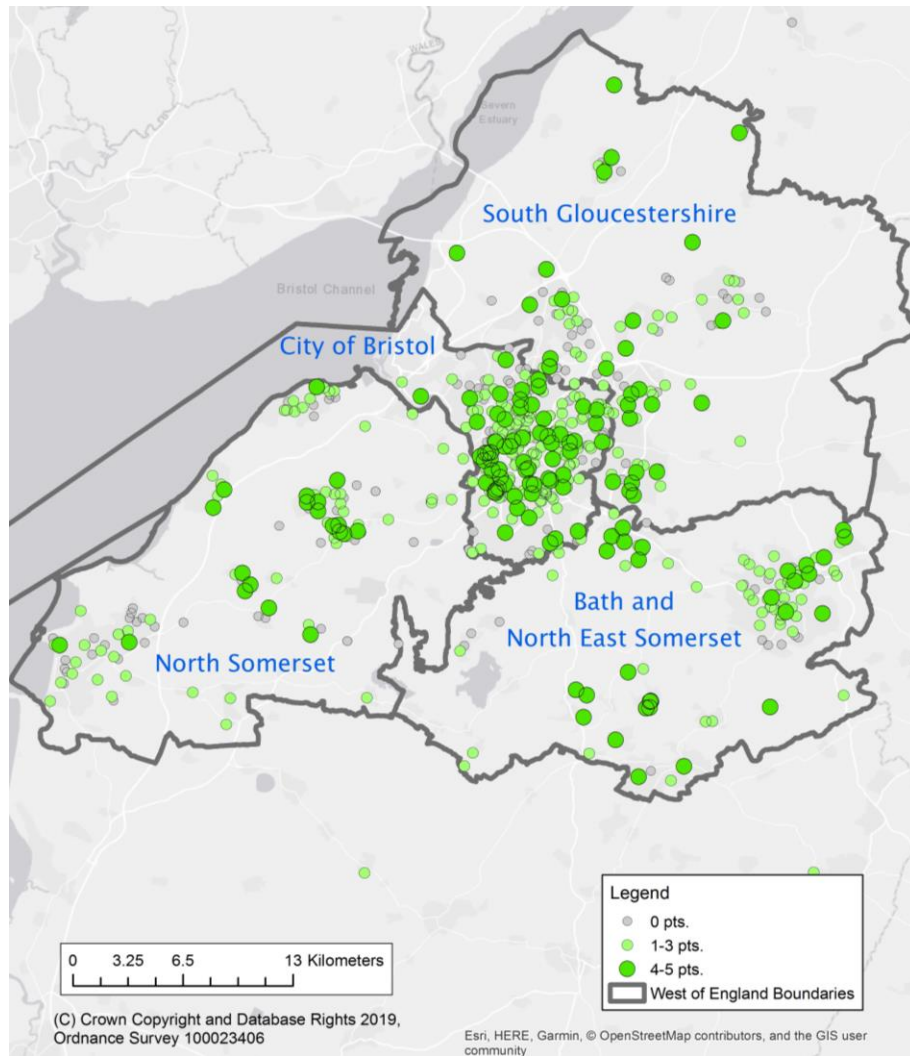 WALES
Severn
Estuary
South Gloucestershire
Bristol Channel
City of Bristol
Bath and
North East Somerset
North Somerset
Legend
0 pts.
1-3 pts.
4-5 pts.
West of England Boundaries
0 3.25 6.5 13 Kilometers
(C) Crown Copyright and Database Rights 2019,
Ordnance Survey 100023406
Esri, HERE, Garmin, © OpenStreetMap contributors, and the GIS user
community